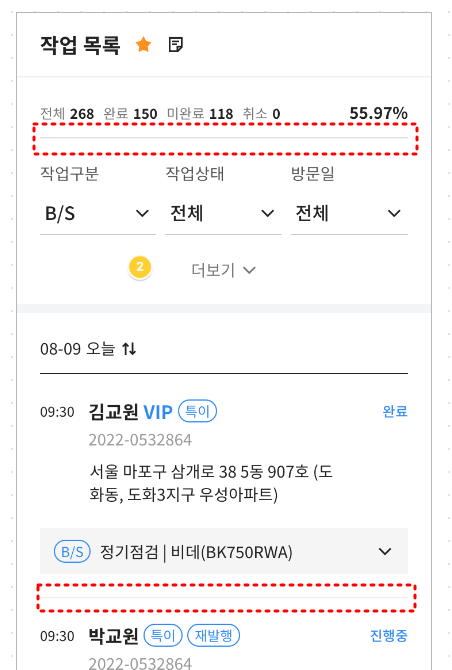 작업 목록
전체 268 완료 150 미완료 118 취소 0 55.97%
작업구분 작업상태 방문일
B/S 전체 전체
2 더보기
08-09 오늘
09:30 김교원 VIP 특이 완료
2022-0532864
서울 마포구 삼개로 38 5동 907호 (도
화동, 도화3지구 우성아파트)
B/S 정기점검 | 비데(BK750RWA)
09:30 박교원 특이 재발행 진행중
2022-0532864